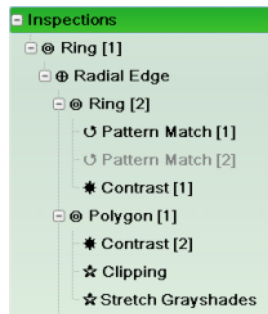 Inspections
Ring [1]
Radial Edge
Ring [2]
Pattern Match [1]
Pattern Match [2]
Contrast [1]
Polygon [1]
Contrast [2]
Clipping
Stretch Grayshades